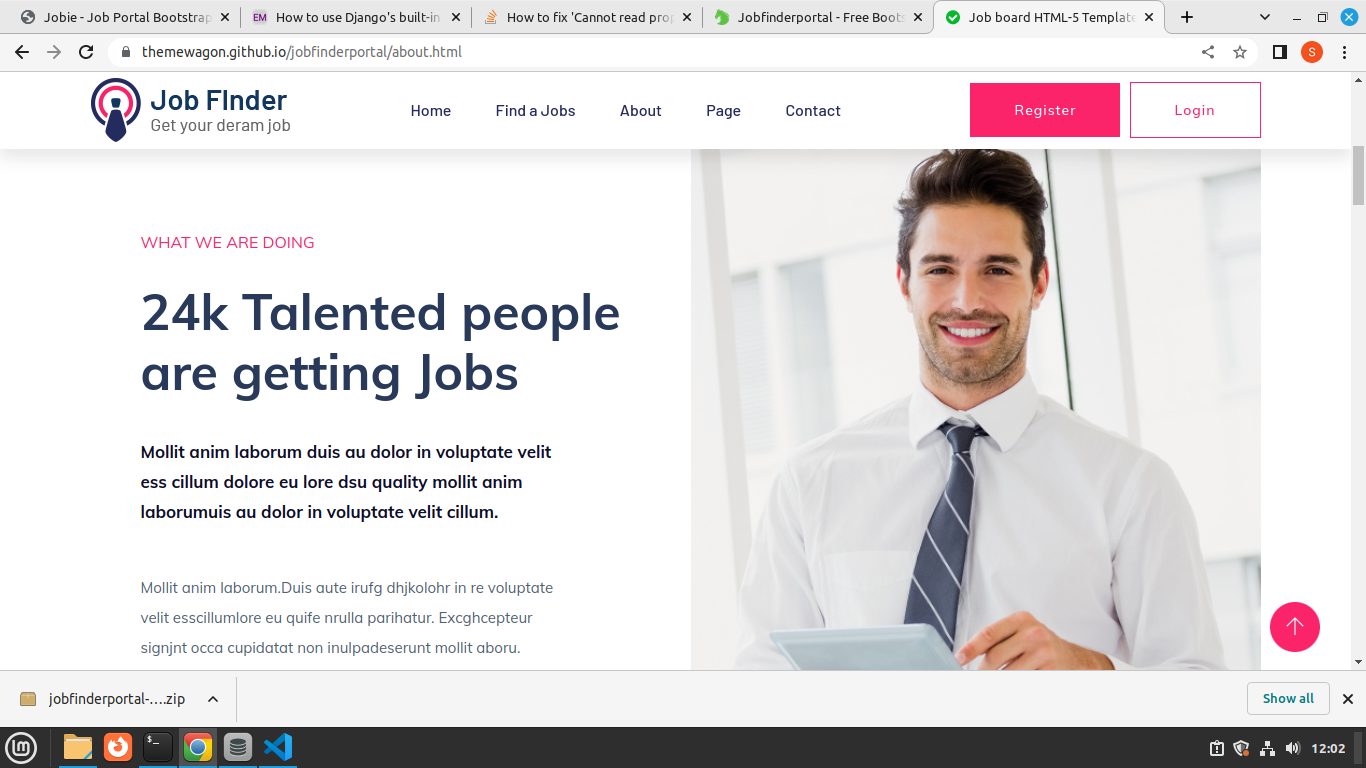 Jobie - Job Portal Bootstrap
EM How to use Django's built-in
How to fix 'Cannot read prop
Jobfinderportal - Free Boots
Job board HTML-5 Template
themewagon.github.io/jobfinderportal/about.html
S
Job FInder
Get your deram job
Home
Find a Jobs
About
Page
Contact
Register
Login
WHAT WE ARE DOING
24k Talented people
are getting Jobs
Mollit anim laborum duis au dolor in voluptate velit
ess cillum dolore eu lore dsu quality mollit anim
laborumuis au dolor in voluptate velit cillum.
Mollit anim laborum.Duis aute irufg dhjkolohr in re voluptate
velit esscillumlore eu quife nrulla parihatur. Excghcepteur
signjnt occa cupidatat non inulpadeserunt mollit aboru.
jobfinderportal-....zip
Show all
12:02